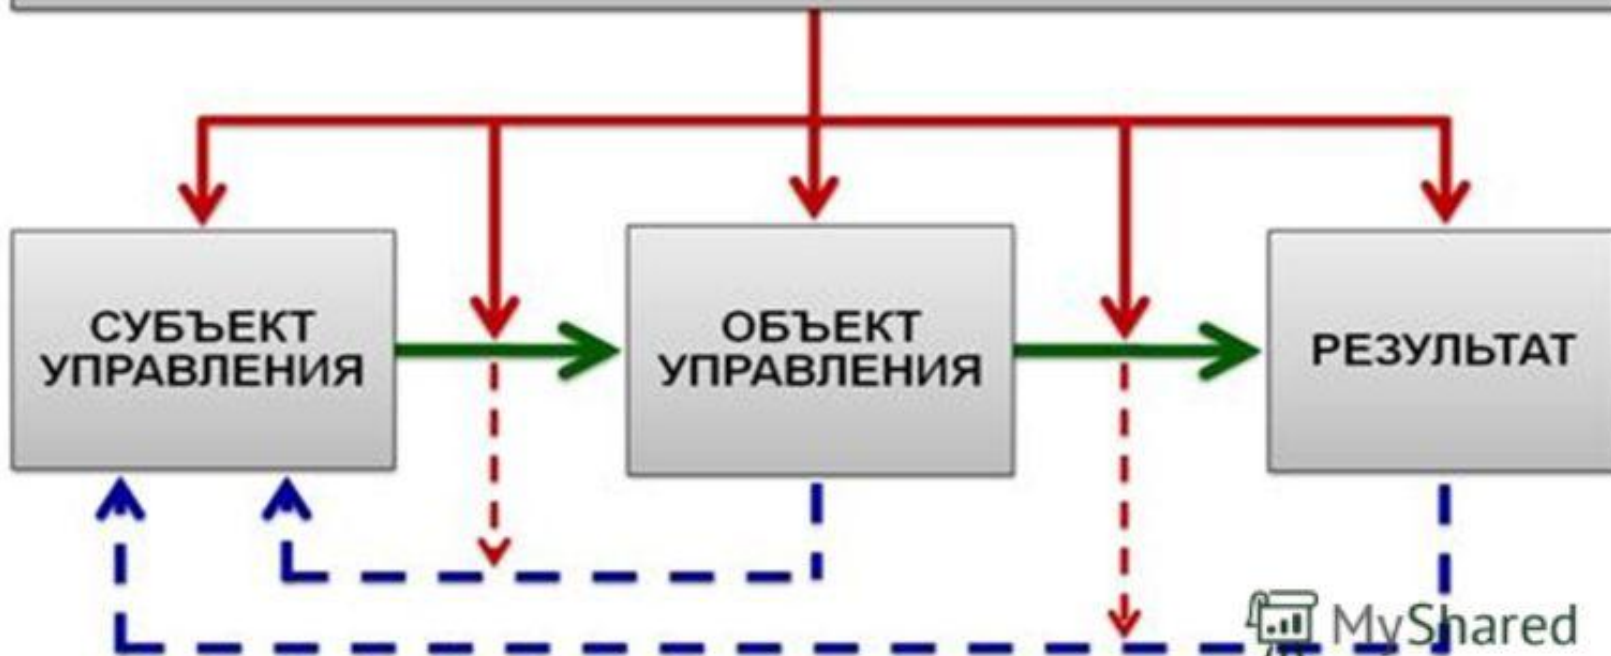 СУБЪЕКТ
УПРАВЛЕНИЯ
ОБЪЕКТ
УПРАВЛЕНИЯ
РЕЗУЛЬТАТ
MyShared